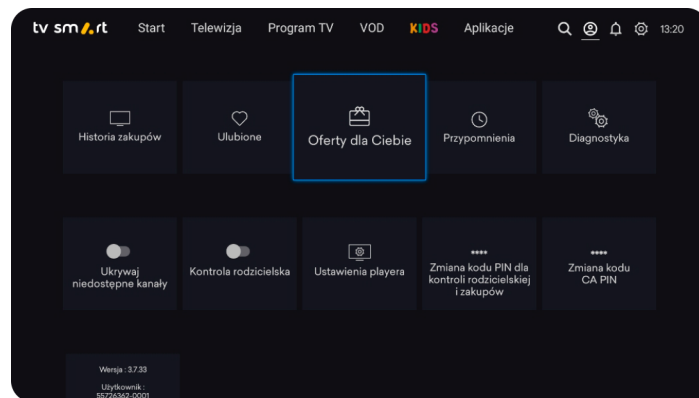 tv smart Start Telewizja Program TV VOD KIDS Aplikacje 13:20
Historia zakupów Ulubione Oferty dla Ciebie Przypomnienia Diagnostyka
Ukrywaj
niedostępne kanały
Kontrola rodzicielska
Ustawienia playera
****
Zmiana kodu PIN dla
kontroli rodzicielskiej
i zakupów
****
Zmiana kodu
CA PIN
Wersja : 3.7.33
Użytkownik :
55726362-0001